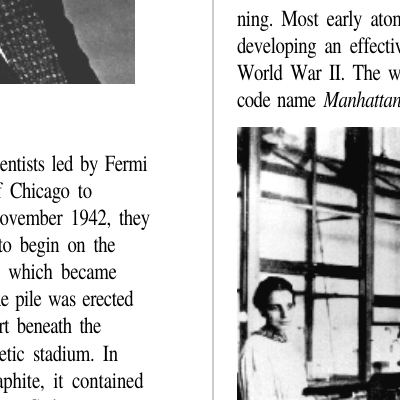 entists led by Fermi
f Chicago to
ovember 1942, they
to begin on the
which became
e pile was erected
rt beneath the
etic stadium. In
aphite, it contained
ning. Most early aton
developing an effectiv
World War II. The w
code name Manhattan